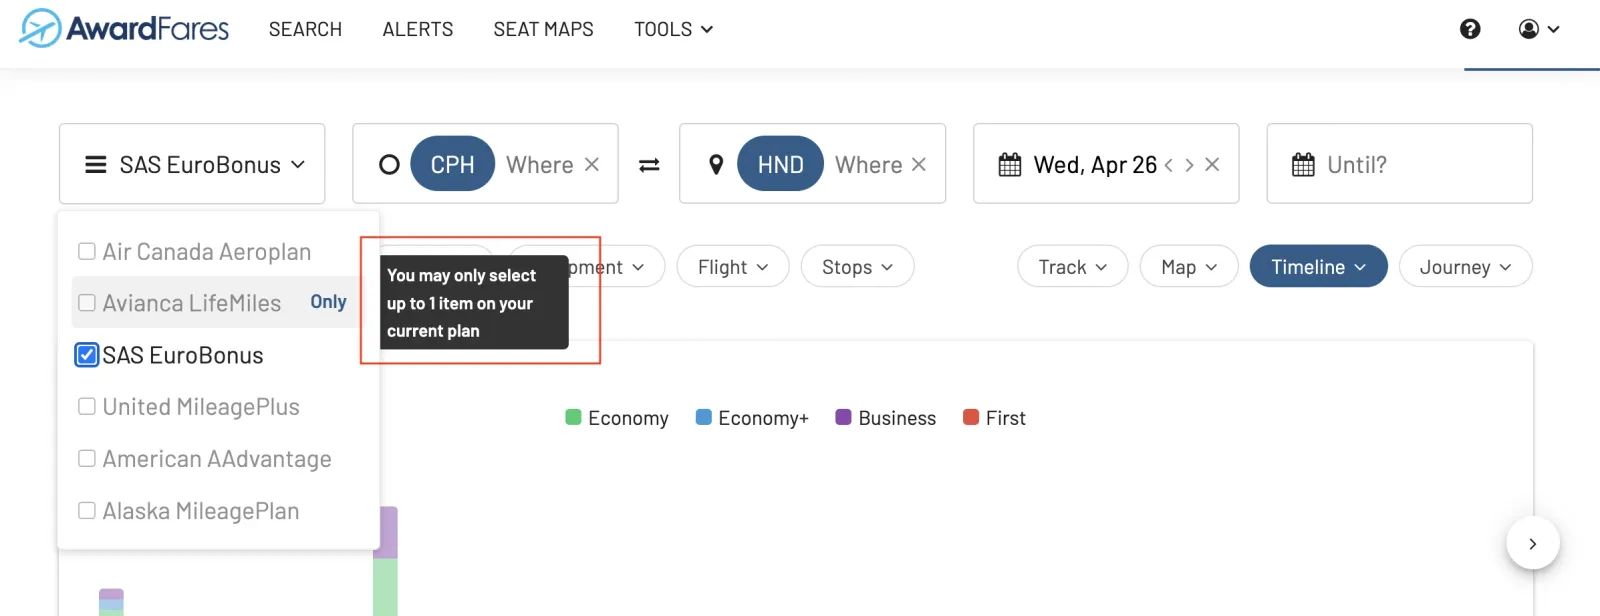 AwardFares
SEARCH
ALERTS
SEAT MAPS
TOOLS
?
SAS EuroBonus
CPH Where
HND Where
Wed, Apr 26
Until?
Air Canada Aeroplan
Avianca LifeMiles Only
SAS EuroBonus
United MileagePlus
American AAdvantage
Alaska MileagePlan
You may only select
up to 1 item on your
current plan
pment
Flight
Stops
Track
Map
Timeline
Journey
Economy
Economy+
Business
First